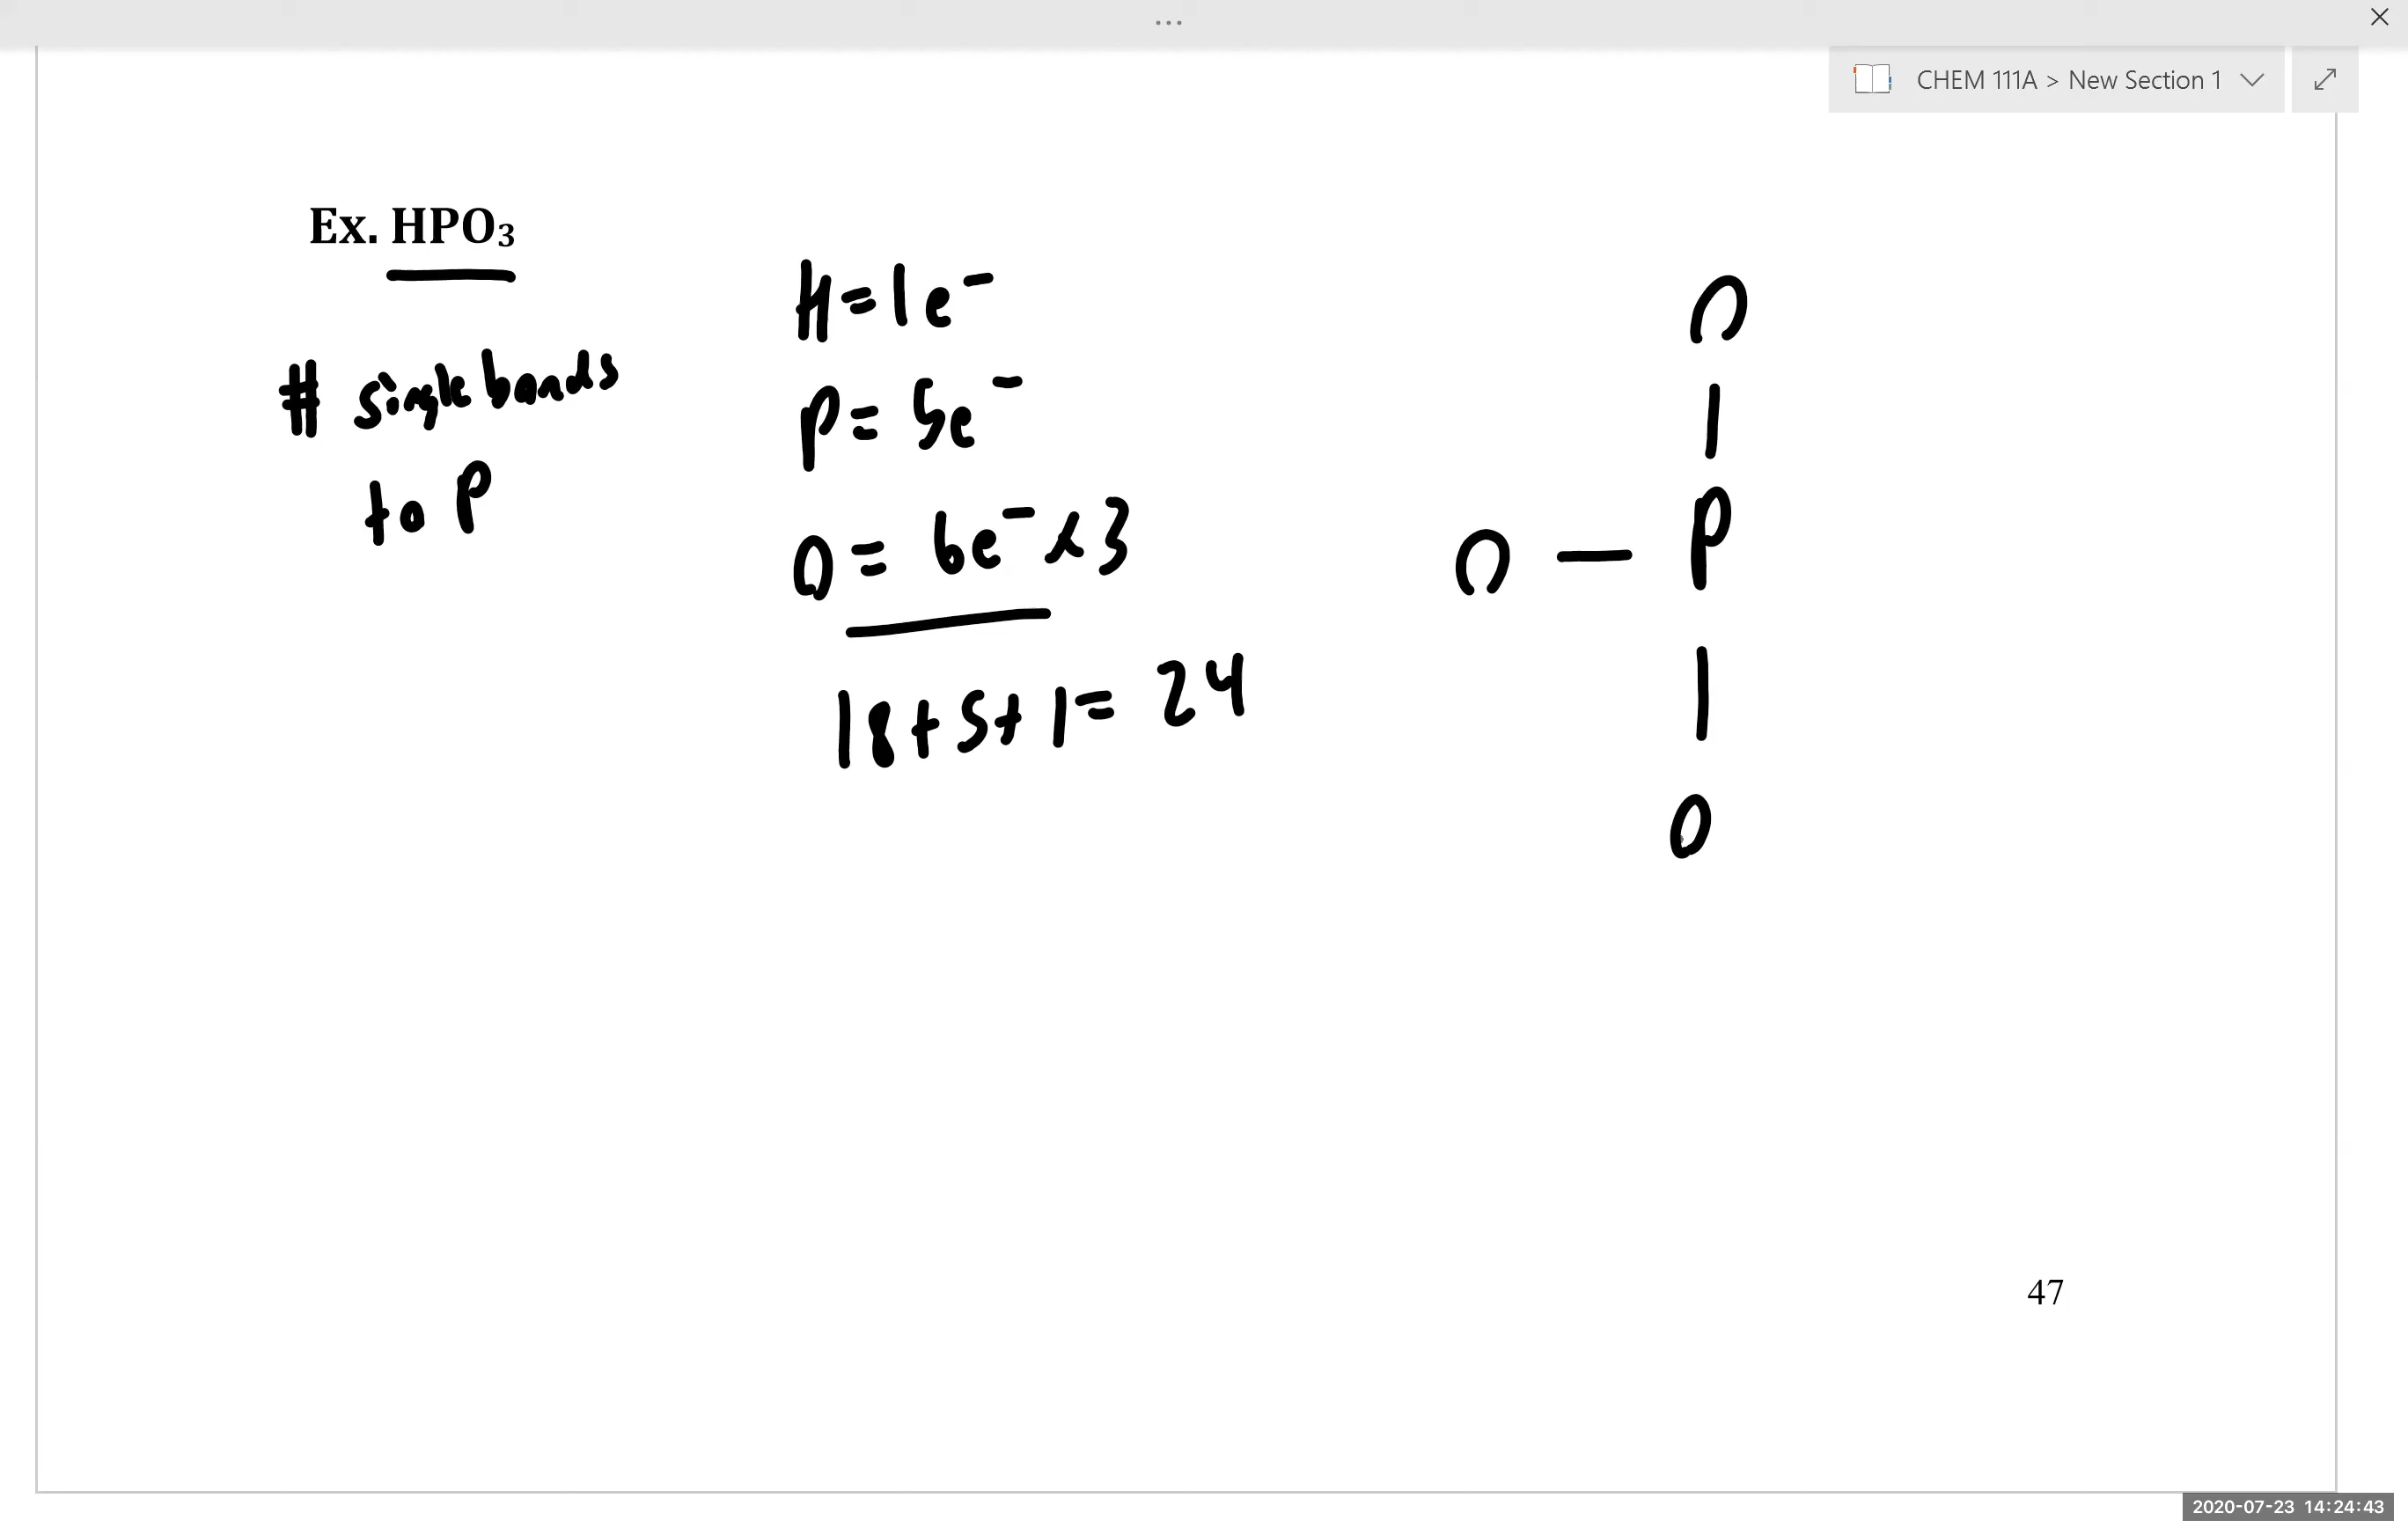 CHEM 111A > New Section 1
Ex. HPO₃
# single bonds
to P
H = 1e⁻
P = 5e⁻
O = 6e⁻ x3
18 + 5 + 1 = 24
O
|
O — P
|
O
47
2020-07-23 14:24:43